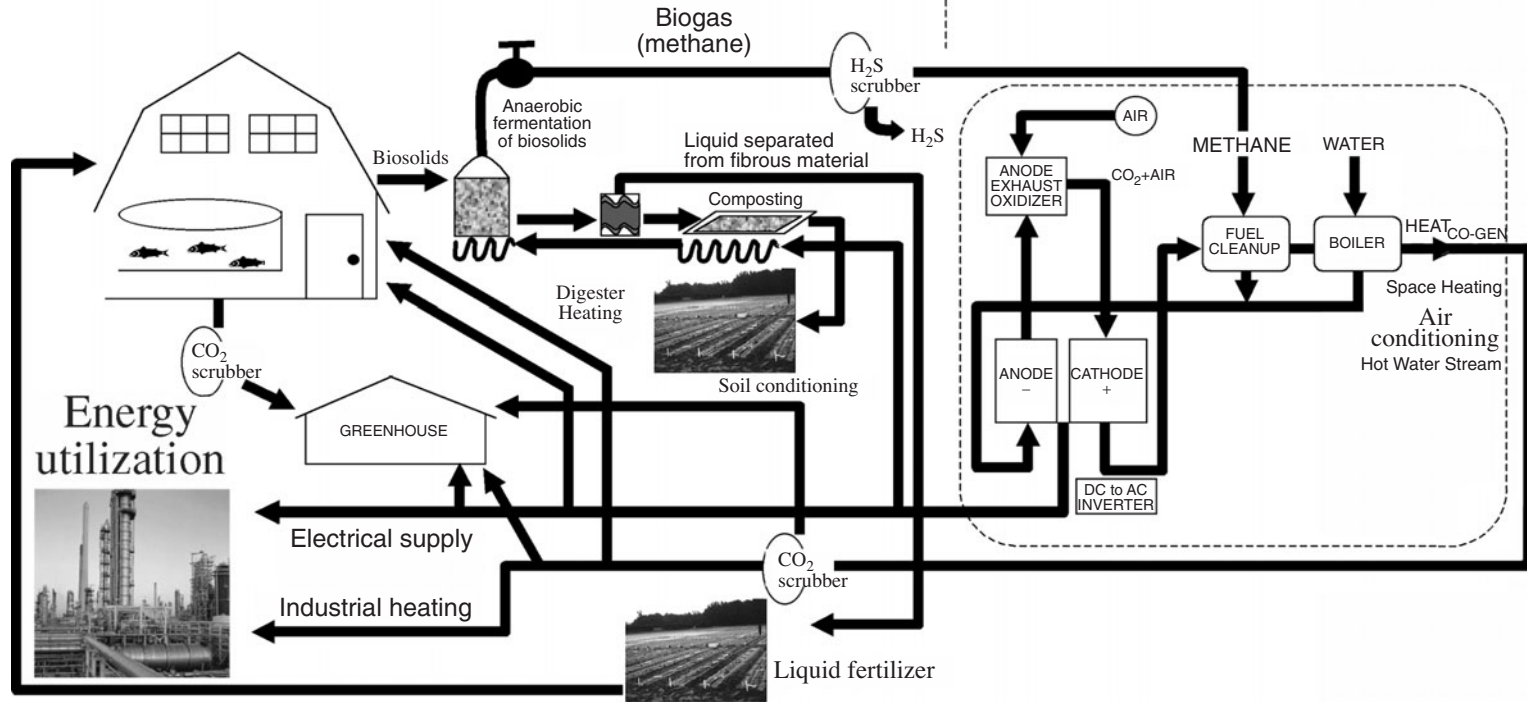 Biogas
(methane)
H₂S
scrubber
H₂S
Anaerobic
fermentation
of biosolids
Biosolids
Liquid separated
from fibrous material
Composting
Digester
Heating
Soil conditioning
CO₂
scrubber
GREENHOUSE
Energy
utilization
Electrical supply
Industrial heating
CO₂
scrubber
Liquid fertilizer
AIR
ANODE
EXHAUST
OXIDIZER
CO₂+AIR
METHANE
WATER
FUEL
CLEANUP
BOILER
HEAT
CO-GEN
Space Heating
Air
conditioning
Hot Water Stream
ANODE
−
CATHODE
+
DC to AC
INVERTER